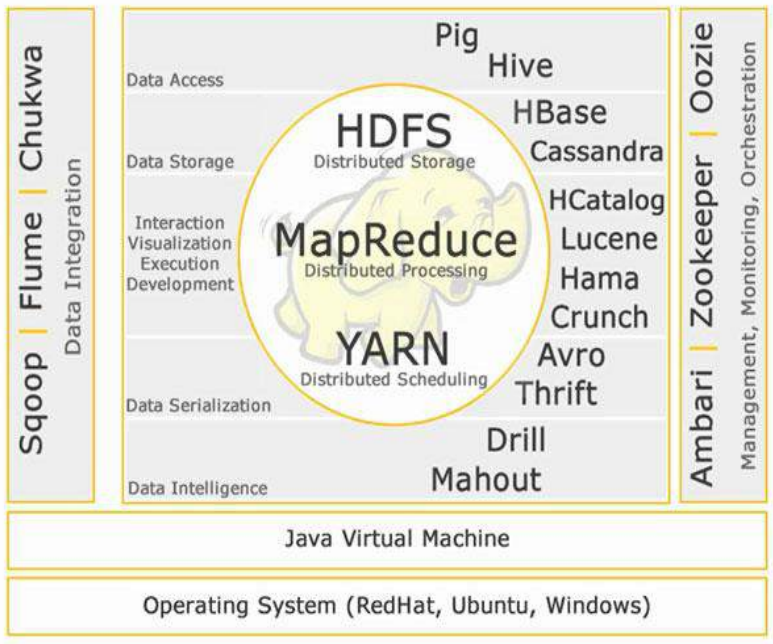 Sqoop | Flume | Chukwa
Data Integration
Pig
Hive
Data Access
HDFS
Distributed Storage
HBase
Cassandra
Data Storage
Interaction
Visualization
Execution
Development
MapReduce
Distributed Processing
HCatalog
Lucene
Hama
Crunch
YARN
Distributed Scheduling
Avro
Thrift
Data Serialization
Drill
Mahout
Data Intelligence
Ambari | Zookeeper | Oozie
Management, Monitoring, Orchestration
Java Virtual Machine
Operating System (RedHat, Ubuntu, Windows)